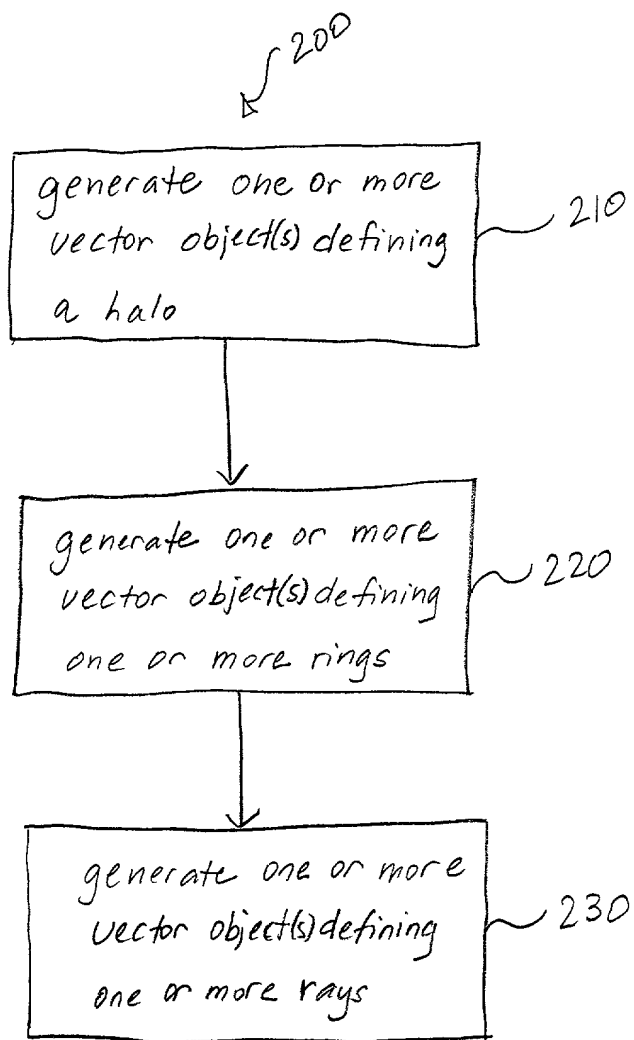 200
generate one or more
vector object(s) defining
a halo
210
generate one or more
vector object(s) defining
one or more rings
220
generate one or more
vector object(s) defining
one or more rays
230